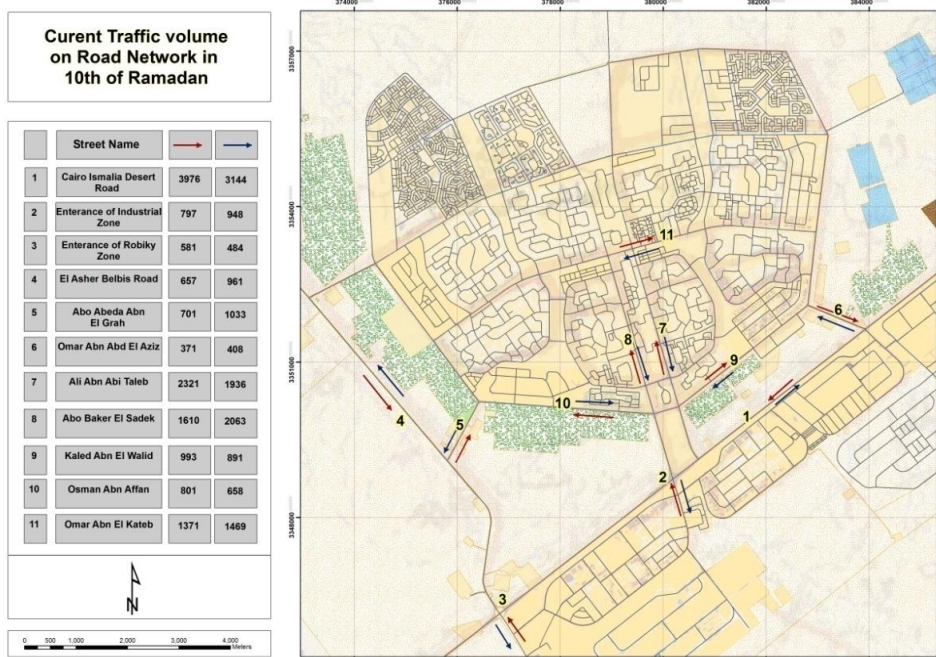 Curent Traffic volume
on Road Network in
10th of Ramadan
Street Name
1 Cairo Ismalia Desert
Road 3976 3144
2 Enterance of Industrial
Zone 797 948
3 Enterance of Robiky
Zone 581 484
4 El Asher Belbis Road 657 961
5 Abo Abeda Abn
El Grah 701 1033
6 Omar Abn Abd El Aziz 371 408
7 Ali Abn Abi Taleb 2321 1936
8 Abo Baker El Sadek 1610 2063
9 Kaled Abn El Walid 993 891
10 Osman Abn Affan 801 658
11 Omar Abn El Kateb 1371 1469
N
0 500 1,000 2,000 3,000 4,000
Meters
374000 376000 378000 380000 382000 384000
3357000
3354000
3351000
3348000
11
6
7
8
9
10
1
4
5
2
3